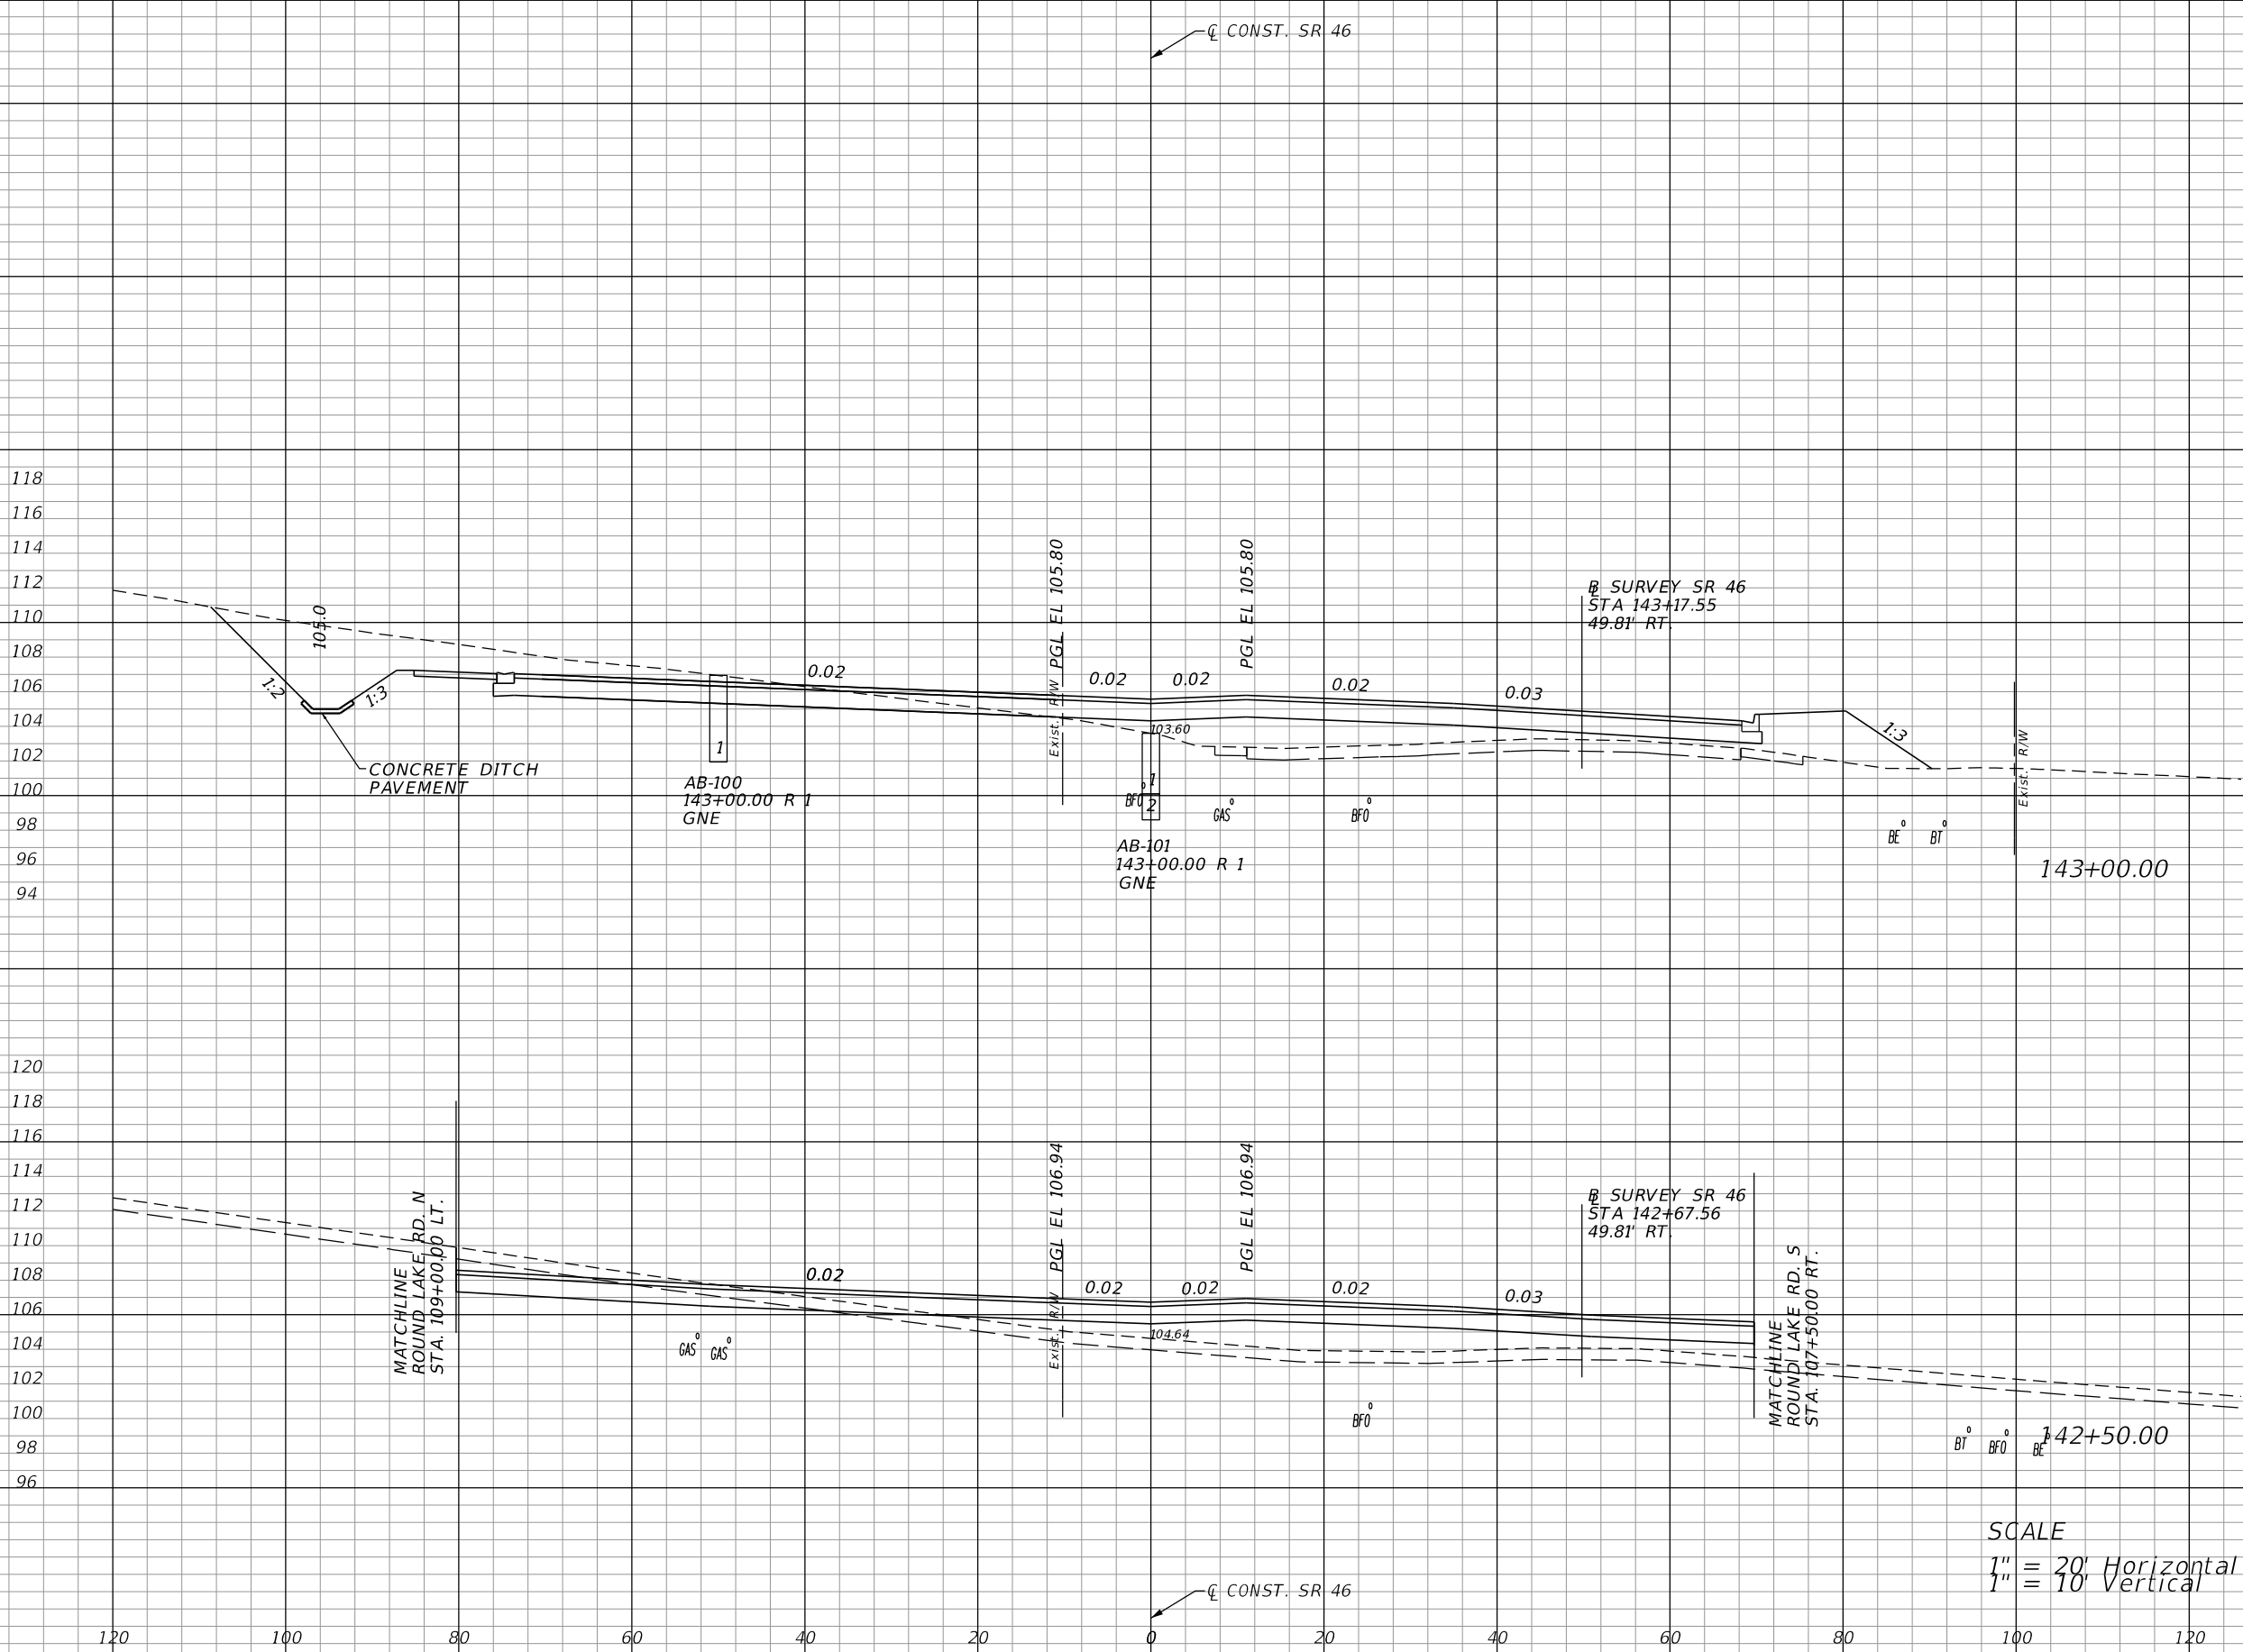 ℄ CONST. SR 46
118
116
114
112
110
108
106
104
102
100
98
96
94
105.0
1:2
1:3
CONCRETE DITCH
PAVEMENT
0.02
1
AB-100
143+00.00 R 1
GNE
PGL EL 105.80
Exist. R/W
0.02
0.02
PGL EL 105.80
103.60
1
2
BFO
AB-101
143+00.00 R 1
GNE
GAS
BFO
0.02
0.03
BL SURVEY SR 46
STA 143+17.55
49.81' RT.
1:3
BE
BT
Exist. R/W
143+00.00
120
118
116
114
112
110
108
106
104
102
100
98
96
MATCHLINE
ROUND LAKE RD. N
STA. 109+00.00 LT.
GAS
GAS
0.02
PGL EL 106.94
Exist. R/W
0.02
0.02
PGL EL 106.94
104.64
0.02
BFO
0.03
BL SURVEY SR 46
STA 142+67.56
49.81' RT.
MATCHLINE
ROUND LAKE RD. S
STA. 107+50.00 RT.
BT
BFO
BE
142+50.00
SCALE
1" = 20' Horizontal
1" = 10' Vertical
℄ CONST. SR 46
120 100 80 60 40 20 0 20 40 60 80 100 120